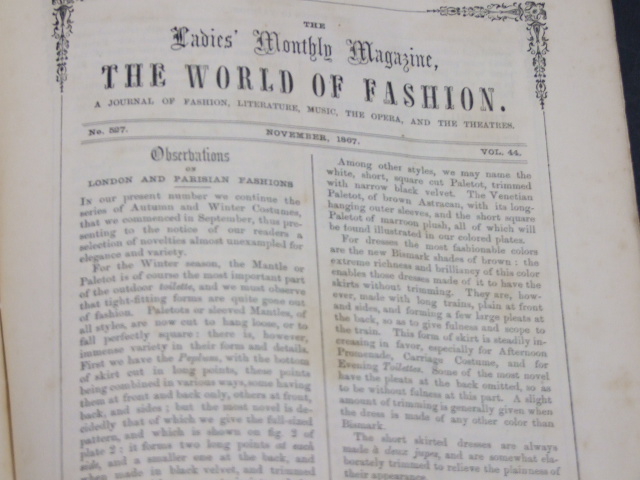 THE
Ladies' Monthly Magazine,
THE WORLD OF FASHION.
A JOURNAL OF FASHION, LITERATURE, MUSIC, THE OPERA, AND THE THEATRES.
No. 527.
NOVEMBER, 1867.
VOL. 44.
Observations
ON
LONDON AND PARISIAN FASHIONS
In our present number we continue the
series of Autumn and Winter Costumes,
that we commenced in September, thus pre-
senting to the notice of our readers a
selection of novelties almost unexampled for
elegance and variety.
For the Winter season, the Mantle or
Paletot is of course the most important part
of the outdoor toilette, and we must observe
that tight-fitting forms are quite gone out
of fashion. Paletots or sleeved Mantles, of
all styles, are now cut to hang loose, or to
fall perfectly square: there is, however,
immense variety in their form and details.
First we have the Peplum, with the bottom
of skirt cut in long points, these points
being combined in various ways, some having
them at front and back only, others at front,
back, and sides; but the most novel is de-
cidedly that of which we give the full-sized
pattern, and which is shown on fig. 2 of
plate 2: it forms two long points at each
side, and a smaller one at the back, and
when made in black velvet, and trimmed
Among other styles, we may name the
white, short, square cut Paletot, trimmed
with narrow black velvet. The Venetian
Paletot, of brown Astracan, with its long-
hanging outer sleeves, and the short square
Paletot of marroon plush, all of which will
be found illustrated in our colored plates.
For dresses the most fashionable colors
are the new Bismark shades of brown: the
extreme richness and brilliancy of this color
enables those dresses made of it to have the
skirts without trimming. They are, how-
ever, made with long trains, plain at front
and sides, and forming a few large pleats at
the back, so as to give fulness and scope to
the train. This form of skirt is steadily in-
creasing in favor, especially for Afternoon
Promenade, Carriage Costume, and for
Evening Toilettes. Some of the most novel
have the pleats at the back omitted, so as
to be without fulness at this part. A slight
amount of trimming is generally given when
the dress is made of any other color than
Bismark.
The short skirted dresses are always
made à deux jupes, and are somewhat ela-
borately trimmed to relieve the plainness of
their appearance.